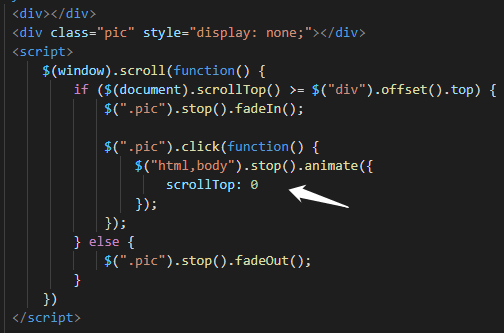 <div></div>
<div class="pic" style="display: none;"></div>
<script>
    $(window).scroll(function() {
        if ($(document).scrollTop() >= $("div").offset().top) {
            $(".pic").stop().fadeIn();

            $(".pic").click(function() {
                $("html,body").stop().animate({
                    scrollTop: 0
                });
            });
        } else {
            $(".pic").stop().fadeOut();
        }
    })
</script>